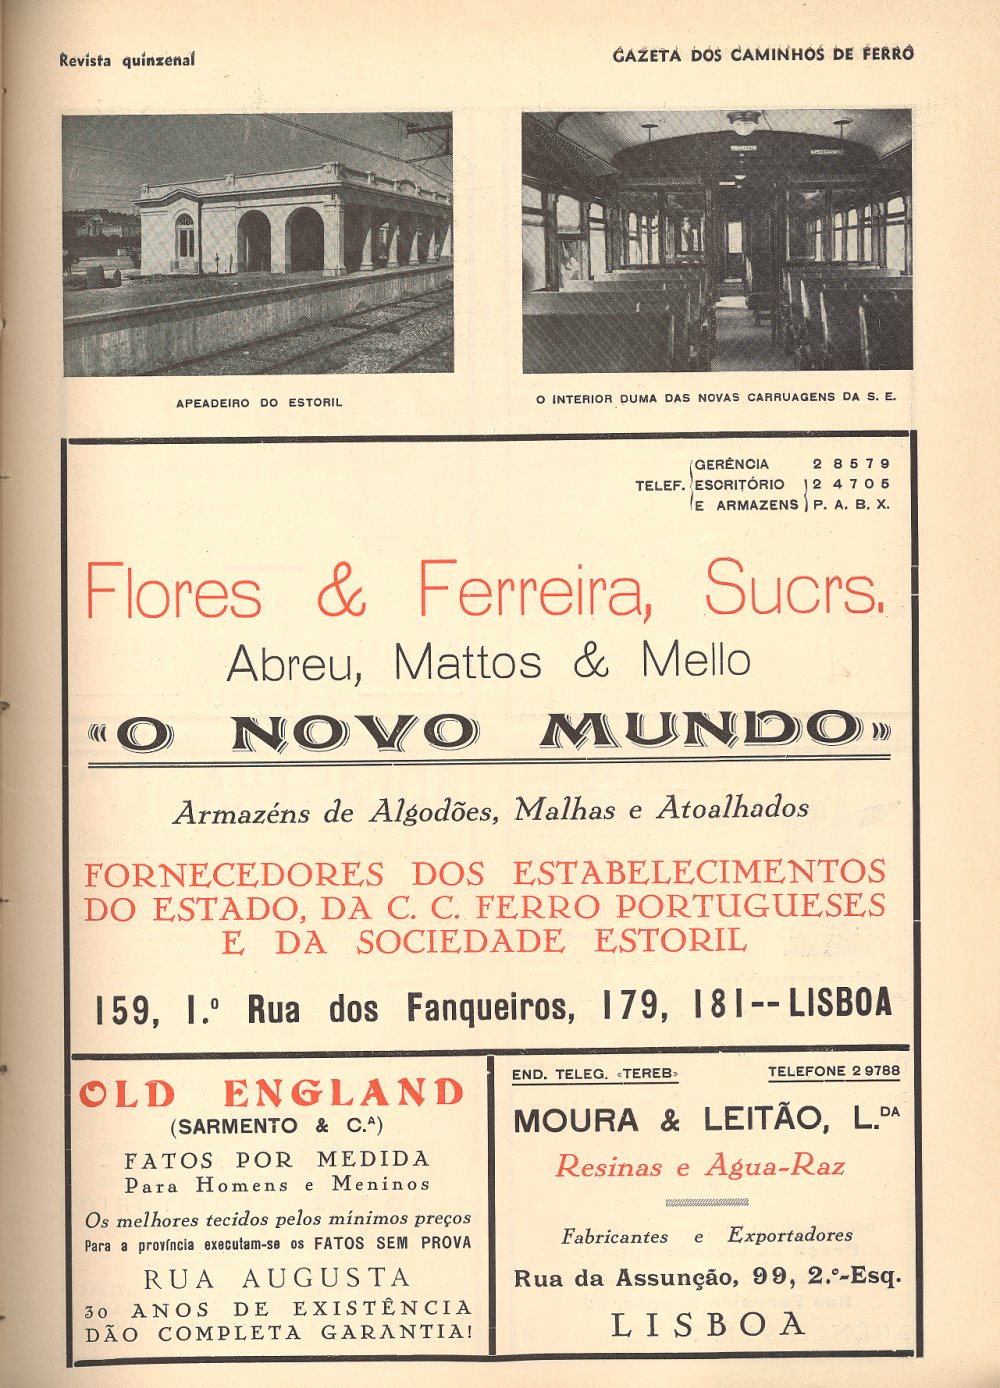 Revista quinzenal
GAZETA DOS CAMINHOS DE FERRO
APEADEIRO DO ESTORIL
O INTERIOR DUMA DAS NOVAS CARRUAGENS DA S. E.
GERÊNCIA 2 8 5 7 9
TELEF. ESCRITÓRIO 2 4 7 0 5
E ARMAZENS P. A. B. X.
Flores & Ferreira, Sucrs.
Abreu, Mattos & Mello
«O NOVO MUNDO»
Armazéns de Algodões, Malhas e Atoalhados
FORNECEDORES DOS ESTABELECIMENTOS
DO ESTADO, DA C. C. FERRO PORTUGUESES
E DA SOCIEDADE ESTORIL
159, 1.º Rua dos Fanqueiros, 179, 181--LISBOA
OLD ENGLAND
(SARMENTO & C.ᴬ)
FATOS POR MEDIDA
Para Homens e Meninos
Os melhores tecidos pelos mínimos preços
Para a província executam-se os FATOS SEM PROVA
RUA AUGUSTA
30 ANOS DE EXISTÊNCIA
DÃO COMPLETA GARANTIA!
END. TELEG. «TEREB» TELEFONE 2 9788
MOURA & LEITÃO, L.DA
Resinas e Agua-Raz
Fabricantes e Exportadores
Rua da Assunção, 99, 2.º-Esq.
LISBOA